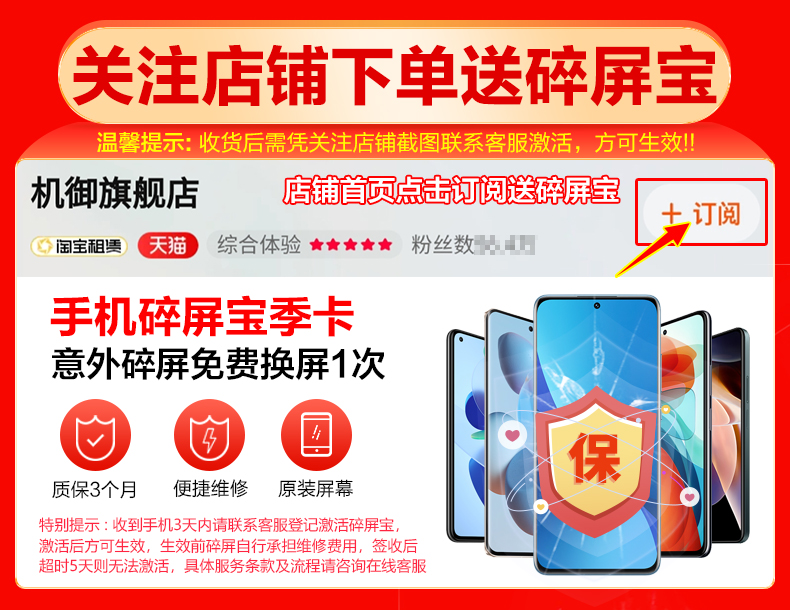 关注店铺下单送碎屏宝
温馨提示: 收货后需凭关注店铺截图联系客服激活，方可生效!!
机御旗舰店
店铺首页点击订阅送碎屏宝
+ 订阅
淘宝租赁 天猫 综合体验 ★★★★★ 粉丝数
手机碎屏宝季卡
意外碎屏免费换屏1次
保
质保3个月 便捷维修 原装屏幕
特别提示：收到手机3天内请联系客服登记激活碎屏宝，
激活后方可生效，生效前碎屏自行承担维修费用，签收后
超时5天则无法激活，具体服务条款及流程请咨询在线客服